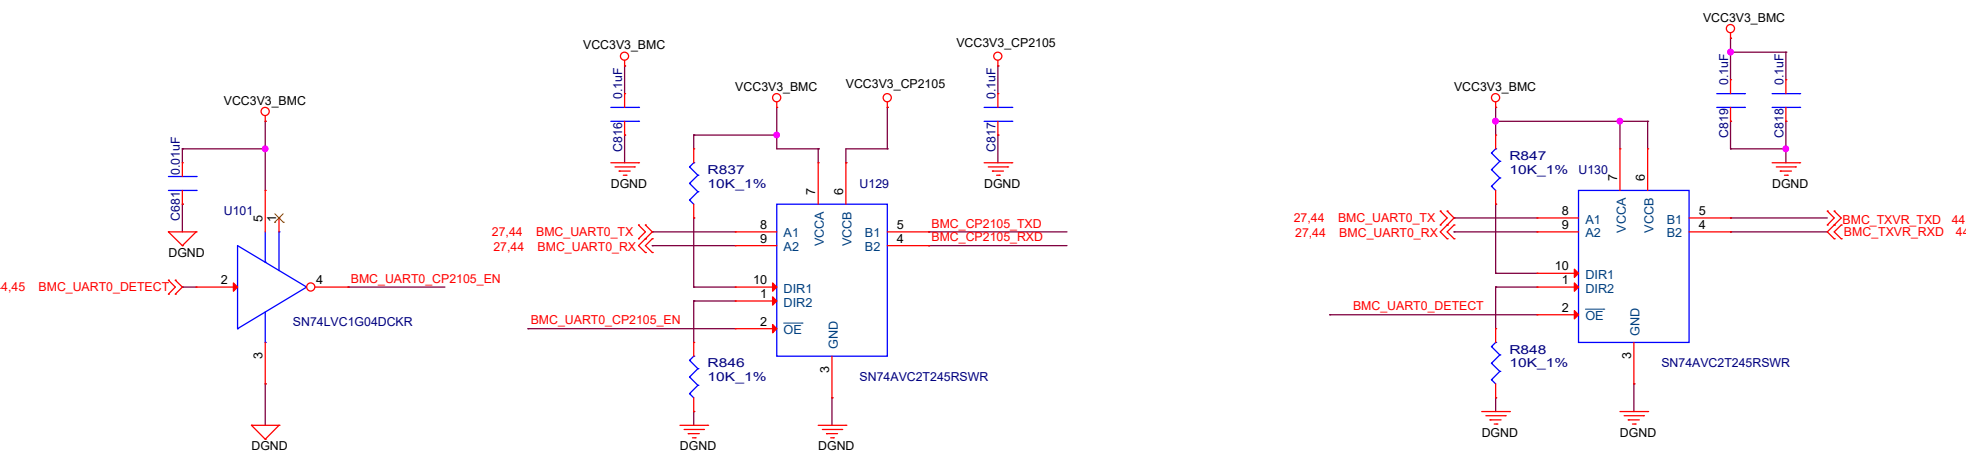 VCC3V3_BMC
0.01uF
C681
U101
5
1
2
4
3
4,45 BMC_UART0_DETECT
BMC_UART0_CP2105_EN
SN74LVC1G04DCKR
DGND
DGND
VCC3V3_BMC
0.1uF
C816
DGND
VCC3V3_BMC
VCC3V3_CP2105
VCC3V3_CP2105
0.1uF
C817
DGND
R837
10K_1%
U129
7
6
VCCA
VCCB
27,44 BMC_UART0_TX
27,44 BMC_UART0_RX
8
9
A1
A2
B1
B2
5
4
BMC_CP2105_TXD
BMC_CP2105_RXD
10
1
DIR1
DIR2
BMC_UART0_CP2105_EN
2
OE
GND
3
R846
10K_1%
SN74AVC2T245RSWR
DGND
DGND
VCC3V3_BMC
0.1uF
0.1uF
C819
C818
DGND
VCC3V3_BMC
R847
10K_1%
U130
7
6
VCCA
VCCB
27,44 BMC_UART0_TX
27,44 BMC_UART0_RX
8
9
A1
A2
B1
B2
5
4
BMC_TXVR_TXD 44
BMC_TXVR_RXD 44
10
1
DIR1
DIR2
BMC_UART0_DETECT
2
OE
GND
3
R848
10K_1%
SN74AVC2T245RSWR
DGND
DGND